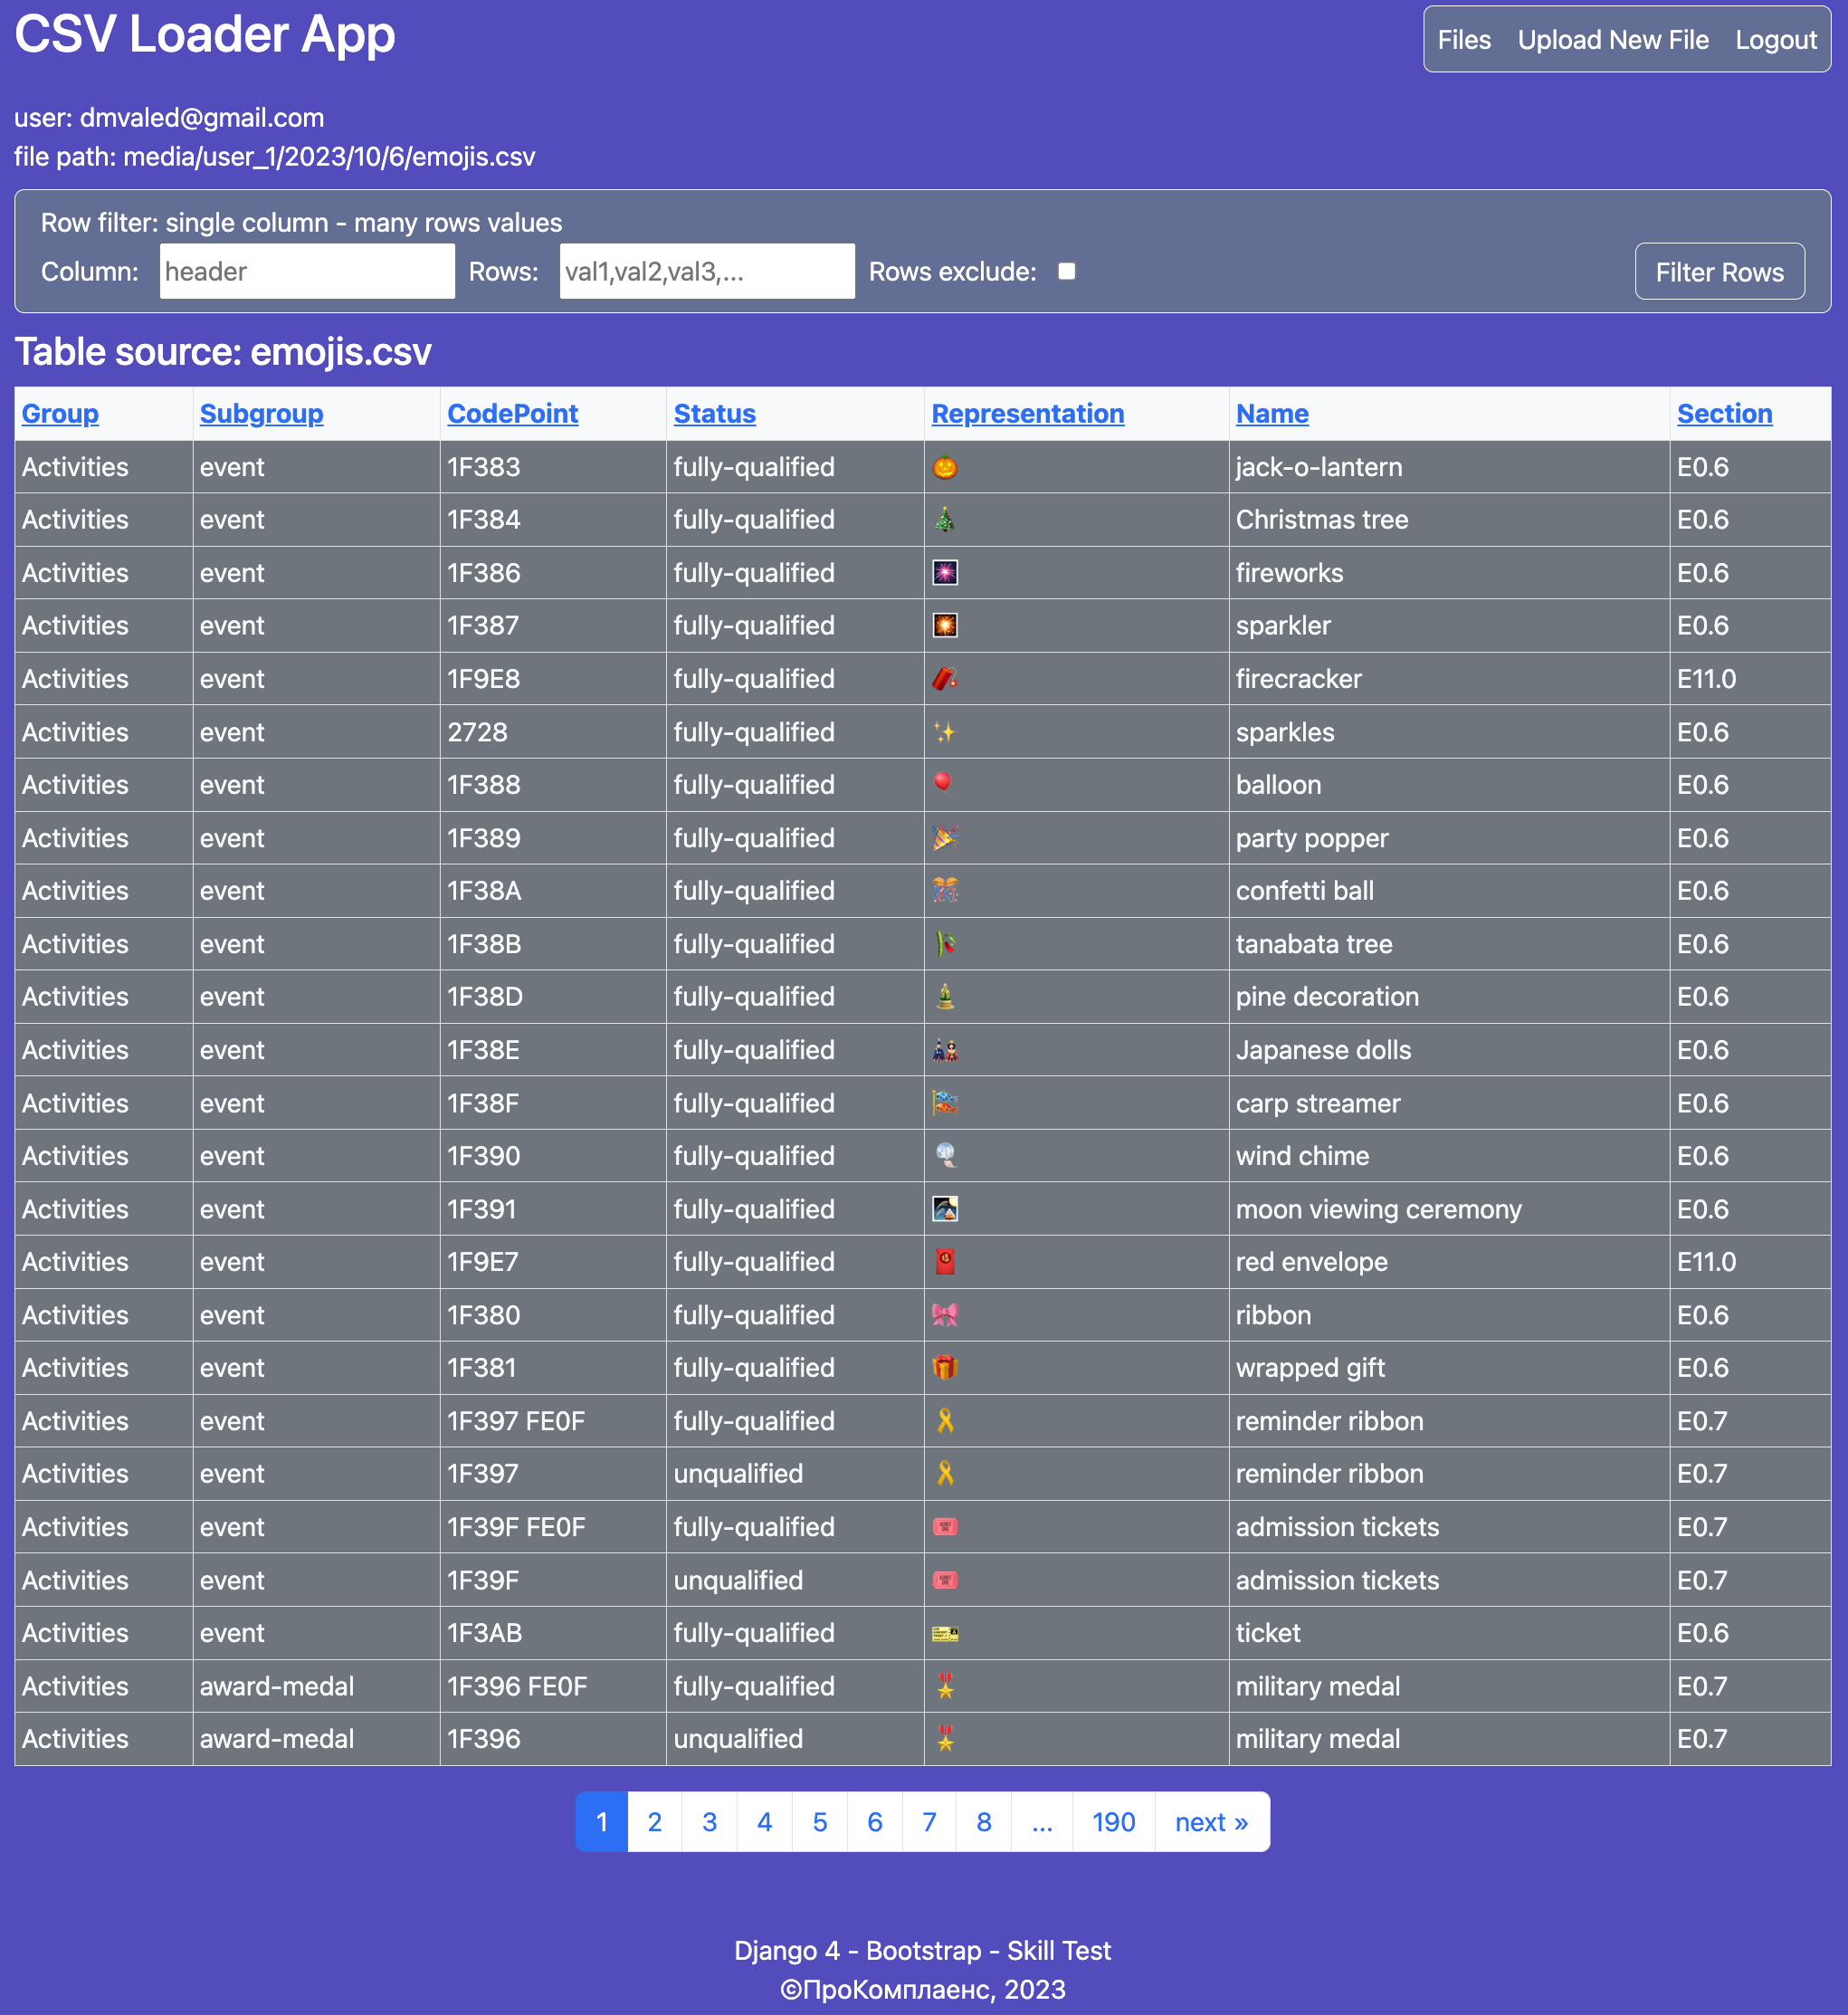 CSV Loader App
Files Upload New File Logout
user: dmvaled@gmail.com
file path: media/user_1/2023/10/6/emojis.csv
Row filter: single column - many rows values
Column: header Rows: val1,val2,val3,... Rows exclude: Filter Rows
Table source: emojis.csv
Group Subgroup CodePoint Status Representation Name Section
Activities event 1F383 fully-qualified 🎃 jack-o-lantern E0.6
Activities event 1F384 fully-qualified 🎄 Christmas tree E0.6
Activities event 1F386 fully-qualified 🎆 fireworks E0.6
Activities event 1F387 fully-qualified 🎇 sparkler E0.6
Activities event 1F9E8 fully-qualified 🧨 firecracker E11.0
Activities event 2728 fully-qualified ✨ sparkles E0.6
Activities event 1F388 fully-qualified 🎈 balloon E0.6
Activities event 1F389 fully-qualified 🎉 party popper E0.6
Activities event 1F38A fully-qualified 🎊 confetti ball E0.6
Activities event 1F38B fully-qualified 🎋 tanabata tree E0.6
Activities event 1F38D fully-qualified 🎍 pine decoration E0.6
Activities event 1F38E fully-qualified 🎎 Japanese dolls E0.6
Activities event 1F38F fully-qualified 🎏 carp streamer E0.6
Activities event 1F390 fully-qualified 🎐 wind chime E0.6
Activities event 1F391 fully-qualified 🎑 moon viewing ceremony E0.6
Activities event 1F9E7 fully-qualified 🧧 red envelope E11.0
Activities event 1F380 fully-qualified 🎀 ribbon E0.6
Activities event 1F381 fully-qualified 🎁 wrapped gift E0.6
Activities event 1F397 FE0F fully-qualified 🎗️ reminder ribbon E0.7
Activities event 1F397 unqualified 🎗 reminder ribbon E0.7
Activities event 1F39F FE0F fully-qualified 🎟️ admission tickets E0.7
Activities event 1F39F unqualified 🎟 admission tickets E0.7
Activities event 1F3AB fully-qualified 🎫 ticket E0.6
Activities award-medal 1F396 FE0F fully-qualified 🎖️ military medal E0.7
Activities award-medal 1F396 unqualified 🎖 military medal E0.7
1 2 3 4 5 6 7 8 ... 190 next »
Django 4 - Bootstrap - Skill Test
©ПроКомплаенс, 2023